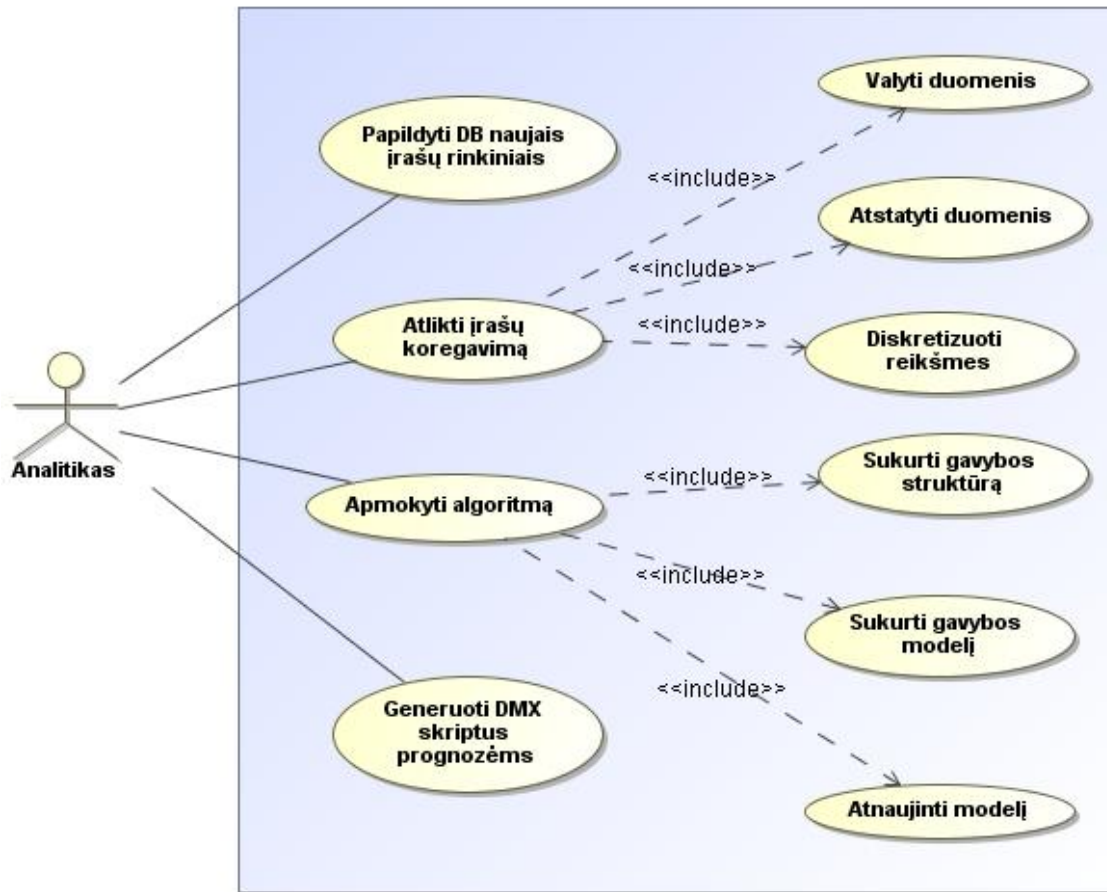 Valyti duomenis
Papildyti DB naujais
įrašų rinkiniais
<<include>>
Atstatyti duomenis
<<include>>
Atlikti įrašų
koregavimą
<<include>>
Diskretizuoti
reikšmes
Analitikas
Sukurti gavybos
struktūrą
<<include>>
Apmokyti algoritmą
<<include>>
Sukurti gavybos
modelį
<<include>>
Generuoti DMX
skriptus
prognozėms
Atnaujinti modelį